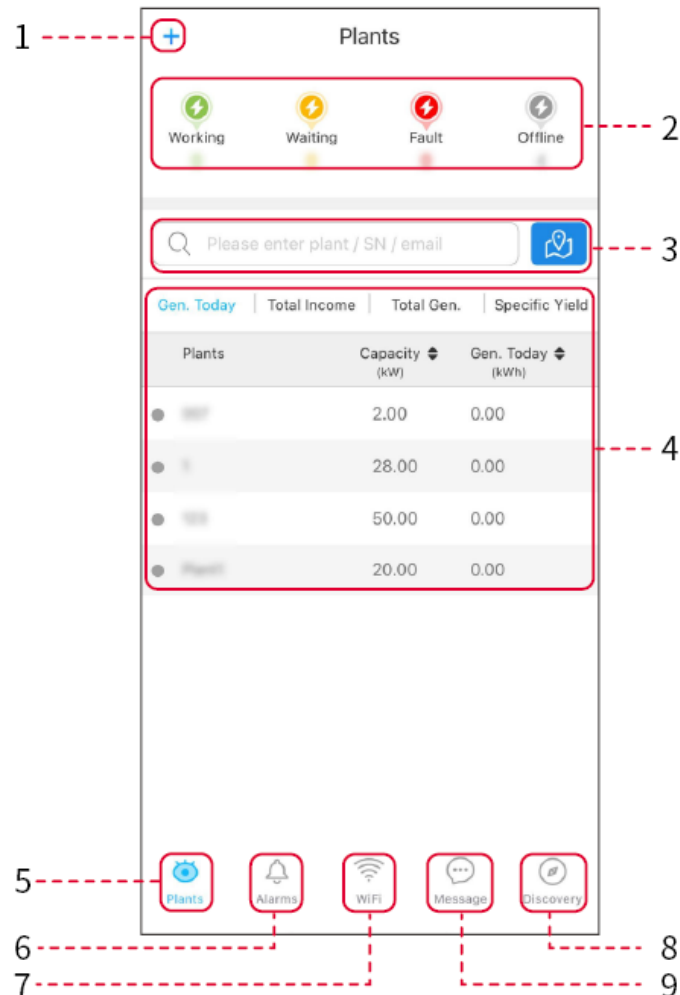 1
Plants
2
Working Waiting Fault Offline
3
Please enter plant / SN / email
4
Gen. Today Total Income Total Gen. Specific Yield
Plants Capacity Gen. Today
(kW) (kWh)
2.00 0.00
28.00 0.00
50.00 0.00
20.00 0.00
5
Plants Alarms WiFi Message Discovery
6 8
7 9